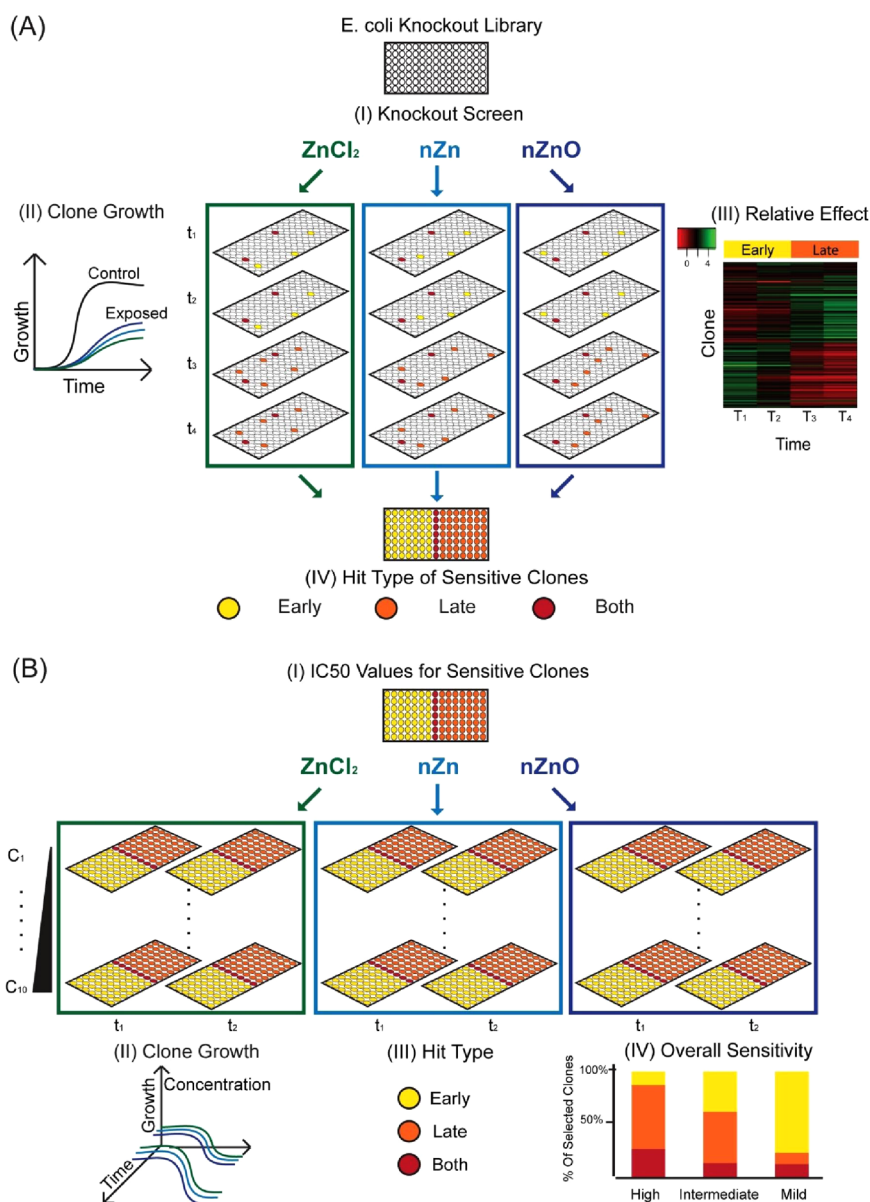 (A)
E. coli Knockout Library
(I) Knockout Screen
ZnCl₂ nZn nZnO
(II) Clone Growth
Growth
Control
Exposed
Time
t₁
t₂
t₃
t₄
(III) Relative Effect
0 4
Early Late
Clone
T₁ T₂ T₃ T₄
Time
(IV) Hit Type of Sensitive Clones
Early Late Both
(B)
(I) IC50 Values for Sensitive Clones
ZnCl₂ nZn nZnO
C₁
C₁₀
t₁ t₂ t₁ t₂ t₁ t₂
(II) Clone Growth
Growth
Concentration
Time
(III) Hit Type
Early
Late
Both
(IV) Overall Sensitivity
% Of Selected Clones
100%
50%
High Intermediate Mild